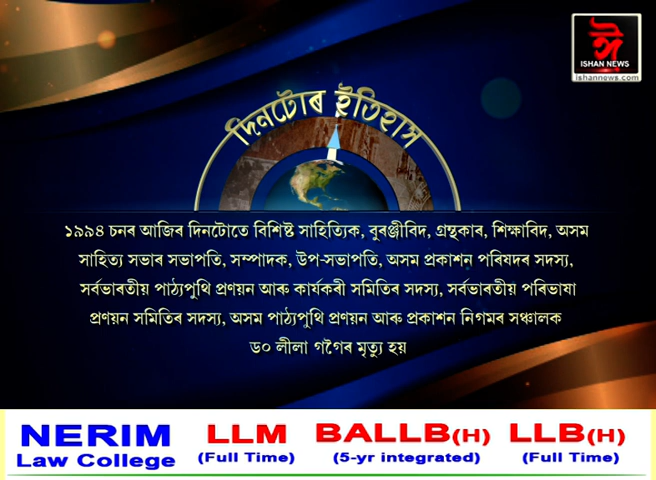 ঈ
ISHAN NEWS
ishannews.com
দিনটোৰ ইতিহাস
১৯৯৪ চনৰ আজিৰ দিনটোতে বিশিষ্ট সাহিত্যিক, বুৰঞ্জীবিদ, গ্ৰন্থকাৰ, শিক্ষাবিদ, অসম
সাহিত্য সভাৰ সভাপতি, সম্পাদক, উপ-সভাপতি, অসম প্ৰকাশন পৰিষদৰ সদস্য,
সৰ্বভাৰতীয় পাঠ্যপুথি প্ৰণয়ন আৰু কাৰ্যকৰী সমিতিৰ সদস্য, সৰ্বভাৰতীয় পৰিভাষা
প্ৰণয়ন সমিতিৰ সদস্য, অসম পাঠ্যপুথি প্ৰণয়ন আৰু প্ৰকাশন নিগমৰ সঞ্চালক
ড০ লীলা গগৈৰ মৃত্যু হয়
NERIM LLM BALLB(H) LLB(H)
Law College (Full Time) (5-yr integrated) (Full Time)